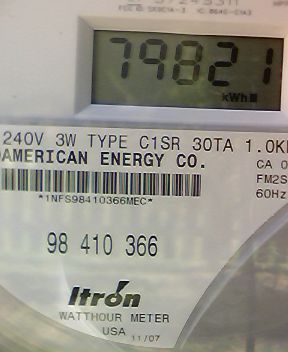 79821
kWh
240V 3W TYPE C1SR 30TA 1.0K
AMERICAN ENERGY CO.
CA 0
FM2S
60Hz
*1NFS98410366MEC*
98 410 366
Itrón
WATTHOUR METER
USA 11/07